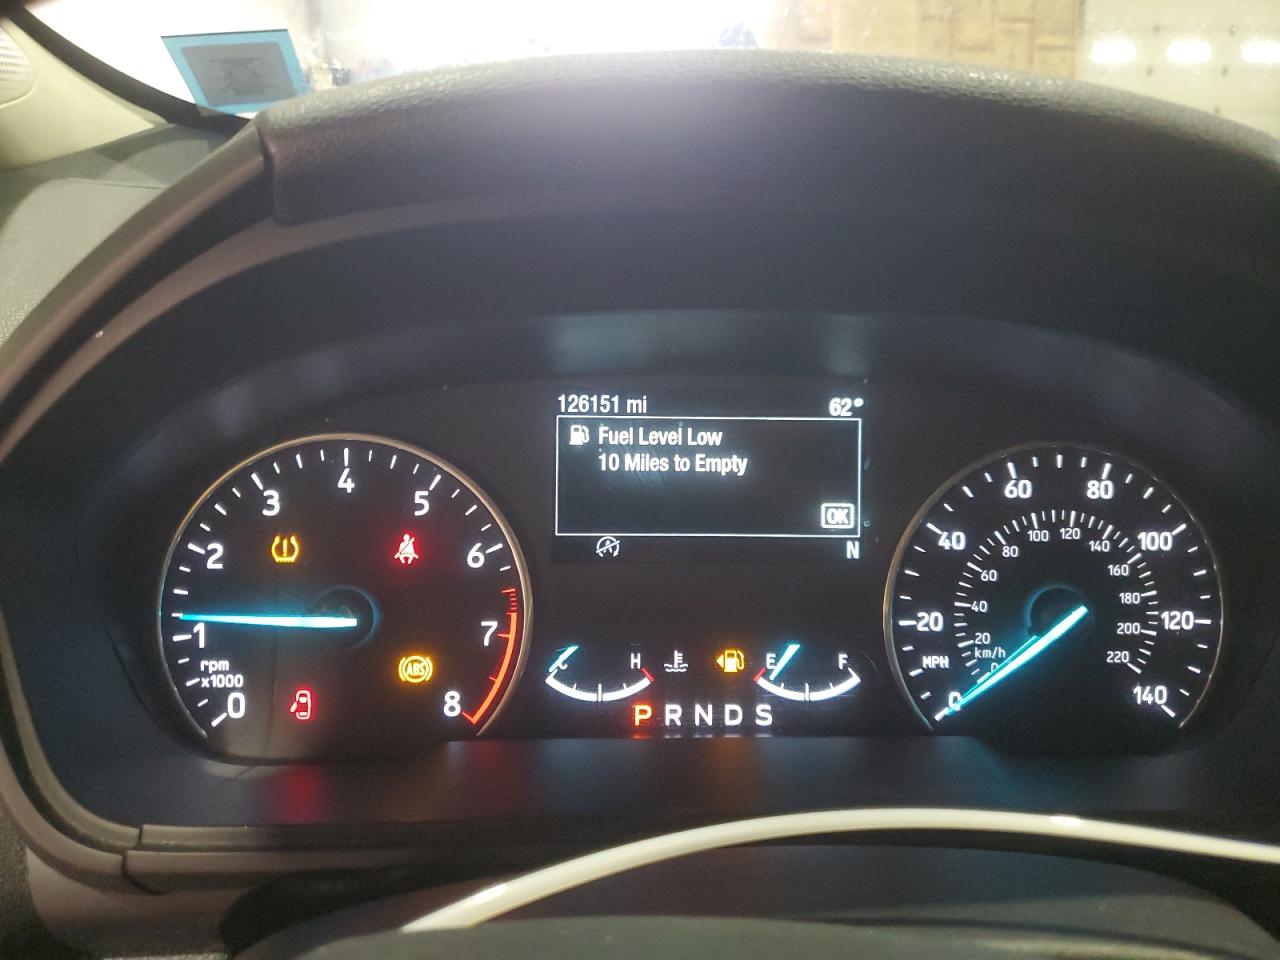 126151 mi 62°
Fuel Level Low
10 Miles to Empty
OK
A N
0 1 2 3 4 5 6 7 8
rpm
x1000
ABS
C H E F
P R N D S
0 20 40 60 80 100 120 140
MPH
0 20 40 60 80 100 120 140 160 180 200 220
km/h